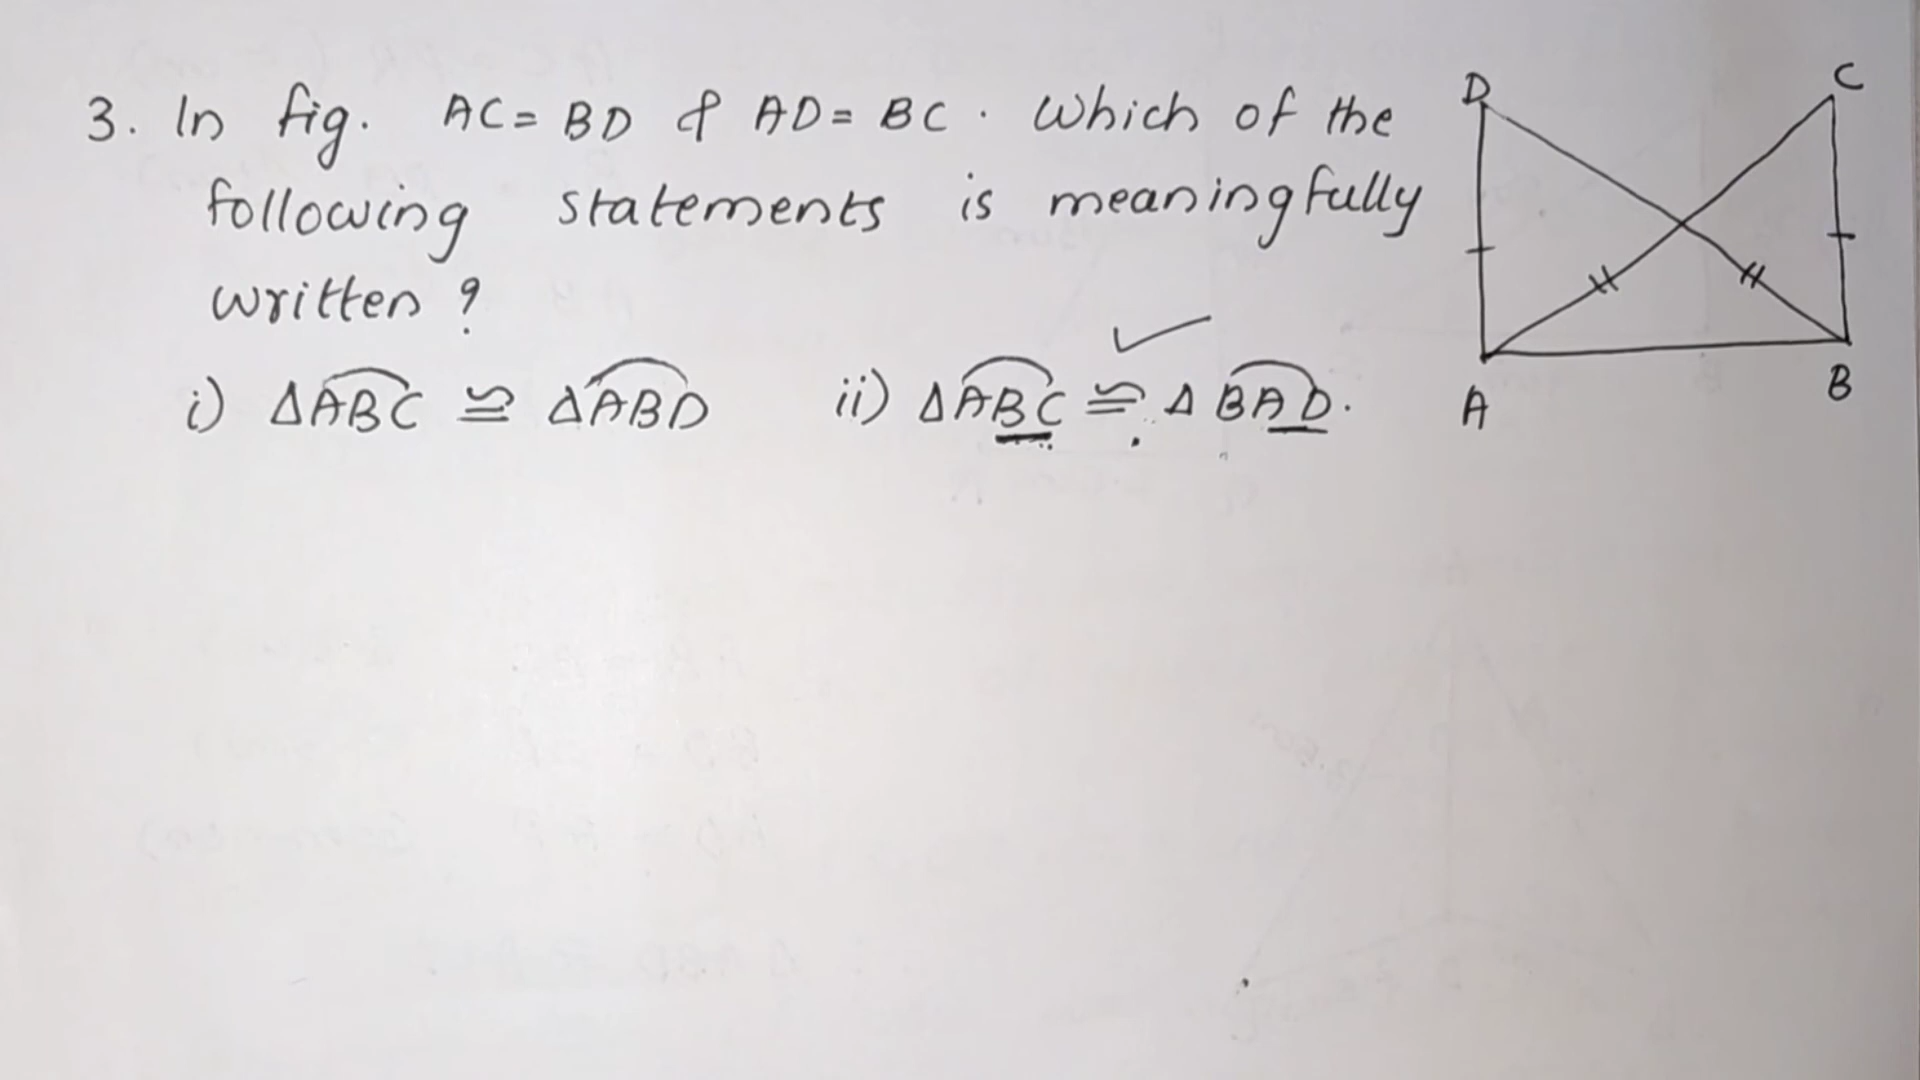 3. In fig. AC = BD & AD = BC. Which of the
following statements is meaningfully
written ?
i) ΔABC ≅ ΔABD ii) ΔABC ≅ ΔBAD.
D
C
A
B